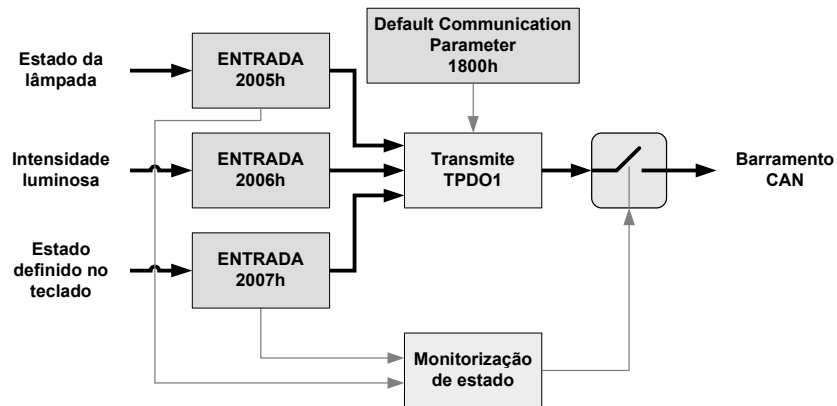 Default Communication
Parameter
1800h
Estado da
lâmpada
ENTRADA
2005h
Intensidade
luminosa
ENTRADA
2006h
Transmite
TPDO1
Barramento
CAN
Estado
definido no
teclado
ENTRADA
2007h
Monitorização
de estado